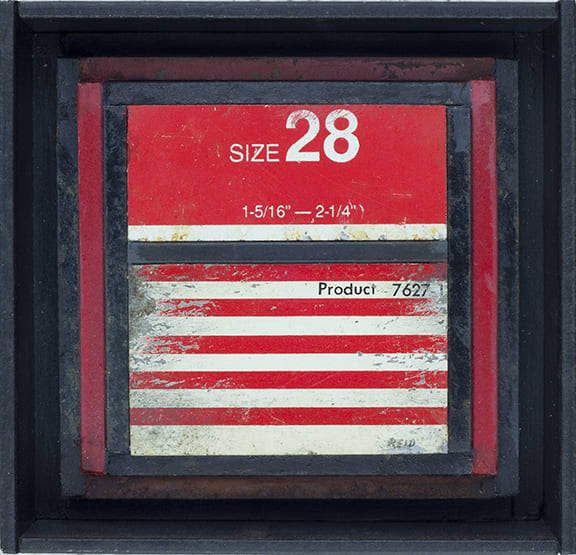 SIZE 28
1-5/16" — 2-1/4"
Product 7627
REID